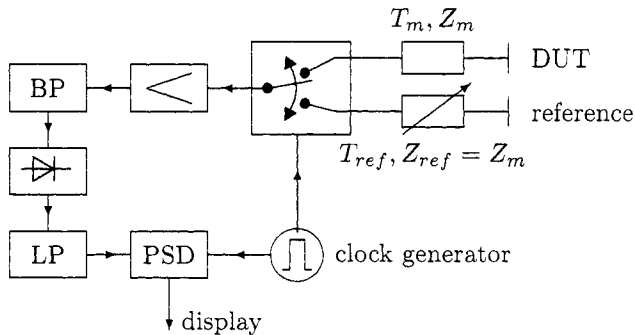 T_m, Z_m
DUT
BP
reference
T_ref, Z_ref = Z_m
LP
PSD
clock generator
display